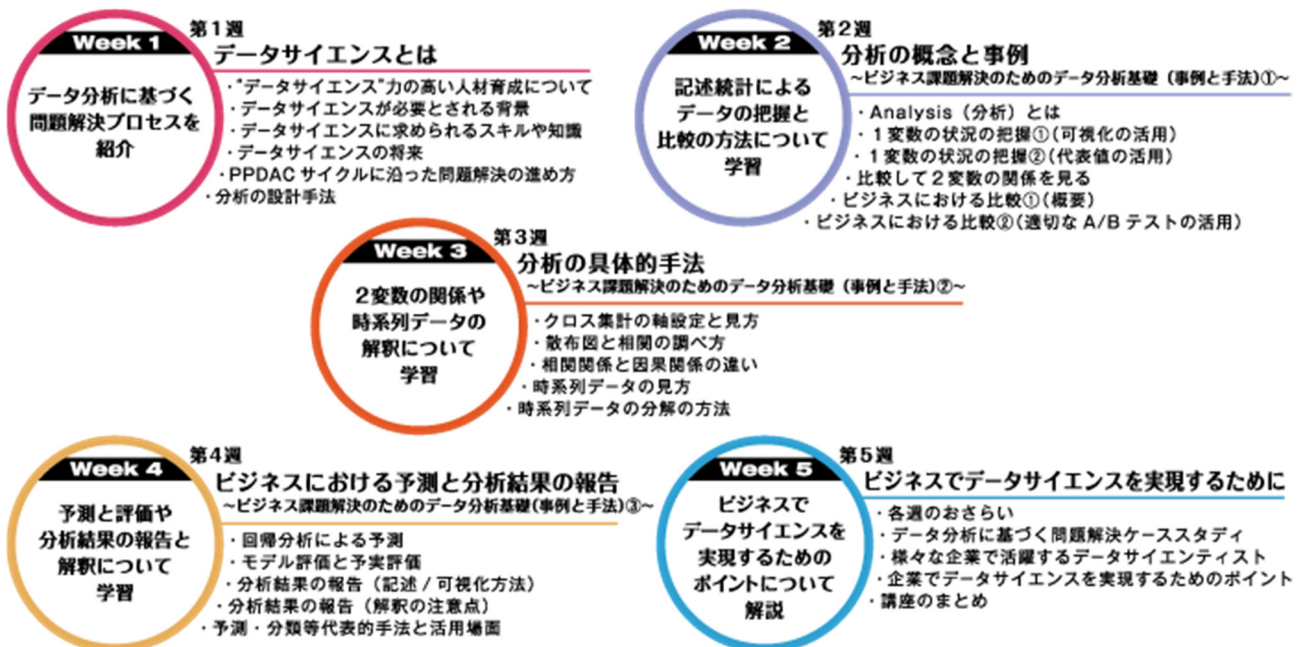 Week 1
データ分析に基づく
問題解決プロセスを
紹介
第1週
データサイエンスとは
・“データサイエンス”力の高い人材育成について
・データサイエンスが必要とされる背景
・データサイエンスに求められるスキルや知識
・データサイエンスの将来
・PPDAC サイクルに沿った問題解決の進め方
・分析の設計手法
Week 2
記述統計による
データの把握と
比較の方法について
学習
第2週
分析の概念と事例
～ビジネス課題解決のためのデータ分析基礎（事例と手法）①～
・Analysis（分析）とは
・1変数の状況の把握①（可視化の活用）
・1変数の状況の把握②（代表値の活用）
・比較して2変数の関係を見る
・ビジネスにおける比較①（概要）
・ビジネスにおける比較②（適切な A/B テストの活用）
Week 3
2変数の関係や
時系列データの
解釈について
学習
第3週
分析の具体的手法
～ビジネス課題解決のためのデータ分析基礎（事例と手法）②～
・クロス集計の軸設定と見方
・散布図と相関の調べ方
・相関関係と因果関係の違い
・時系列データの見方
・時系列データの分解の方法
Week 4
予測と評価や
分析結果の報告と
解釈について
学習
第4週
ビジネスにおける予測と分析結果の報告
～ビジネス課題解決のためのデータ分析基礎（事例と手法）③～
・回帰分析による予測
・モデル評価と予実評価
・分析結果の報告（記述 / 可視化方法）
・分析結果の報告（解釈の注意点）
・予測・分類等代表的手法と活用場面
Week 5
ビジネスで
データサイエンスを
実現するための
ポイントについて
解説
第5週
ビジネスでデータサイエンスを実現するために
・各週のおさらい
・データ分析に基づく問題解決ケーススタディ
・様々な企業で活躍するデータサイエンティスト
・企業でデータサイエンスを実現するためのポイント
・講座のまとめ